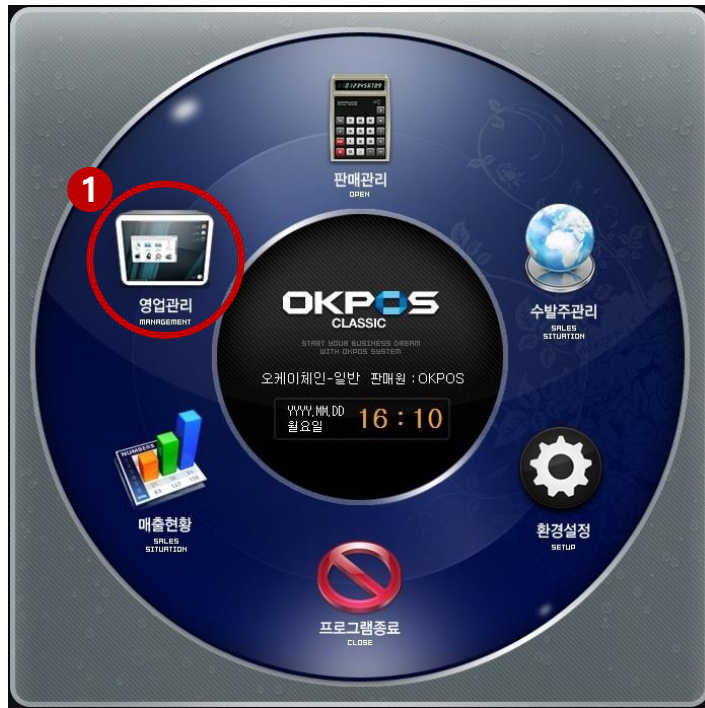 0123456789
판매관리
OPEN
1
영업관리
MANAGEMENT
수발주관리
SALES
SITUATION
OKPOS
CLASSIC
START YOUR BUSINESS DREAM
WITH OKPOS SYSTEM
오케이체인-일반 판매원 : OKPOS
YYYY.MM.DD
월요일
16 : 10
NUMBERS
매출현황
SALES
SITUATION
환경설정
SETUP
프로그램종료
CLOSE